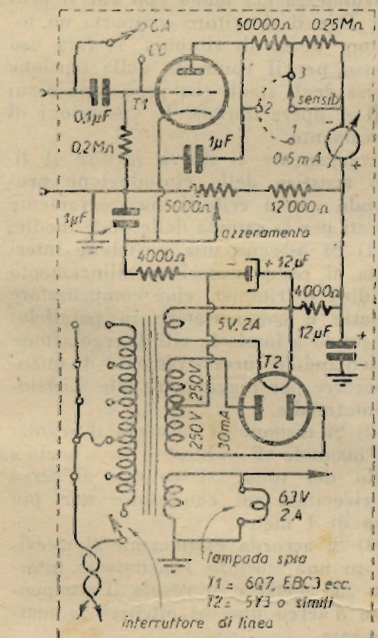 CA
CC
50000Ω
0,25MΩ
T1
3
2
sensib.
1
0,1µF
0,2MΩ
1µF
0÷5mA
-
+
1µF
5000Ω
12000Ω
azzeramento
4000Ω
+ 12µF
4000Ω
5V, 2A
12µF
+
-
T2
250V
250V
30mA
6,3V
2A
lampada spia
T1 = 6Q7, EBC3 ecc.
T2 = 5Y3 o simili
interruttore di linea